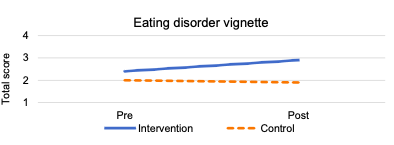 Eating disorder vignette
4
3
2
1
Total score
Pre Post
Intervention Control